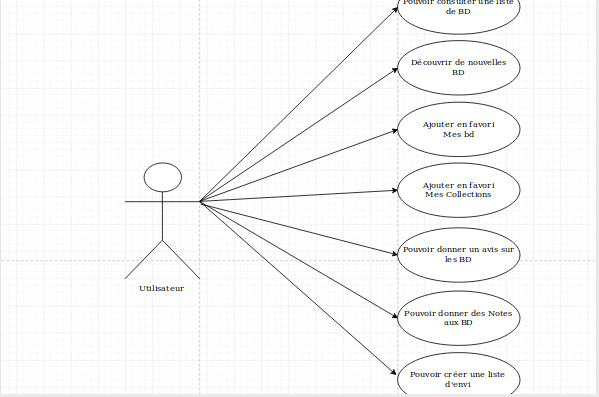 Pouvoir consulter une liste
de BD
Découvrir de nouvelles
BD
Ajouter en favori
Mes bd
Ajouter en favori
Mes Collections
Pouvoir donner un avis sur
les BD
Utilisateur
Pouvoir donner des Notes
aux BD
Pouvoir créer une liste
d'envi